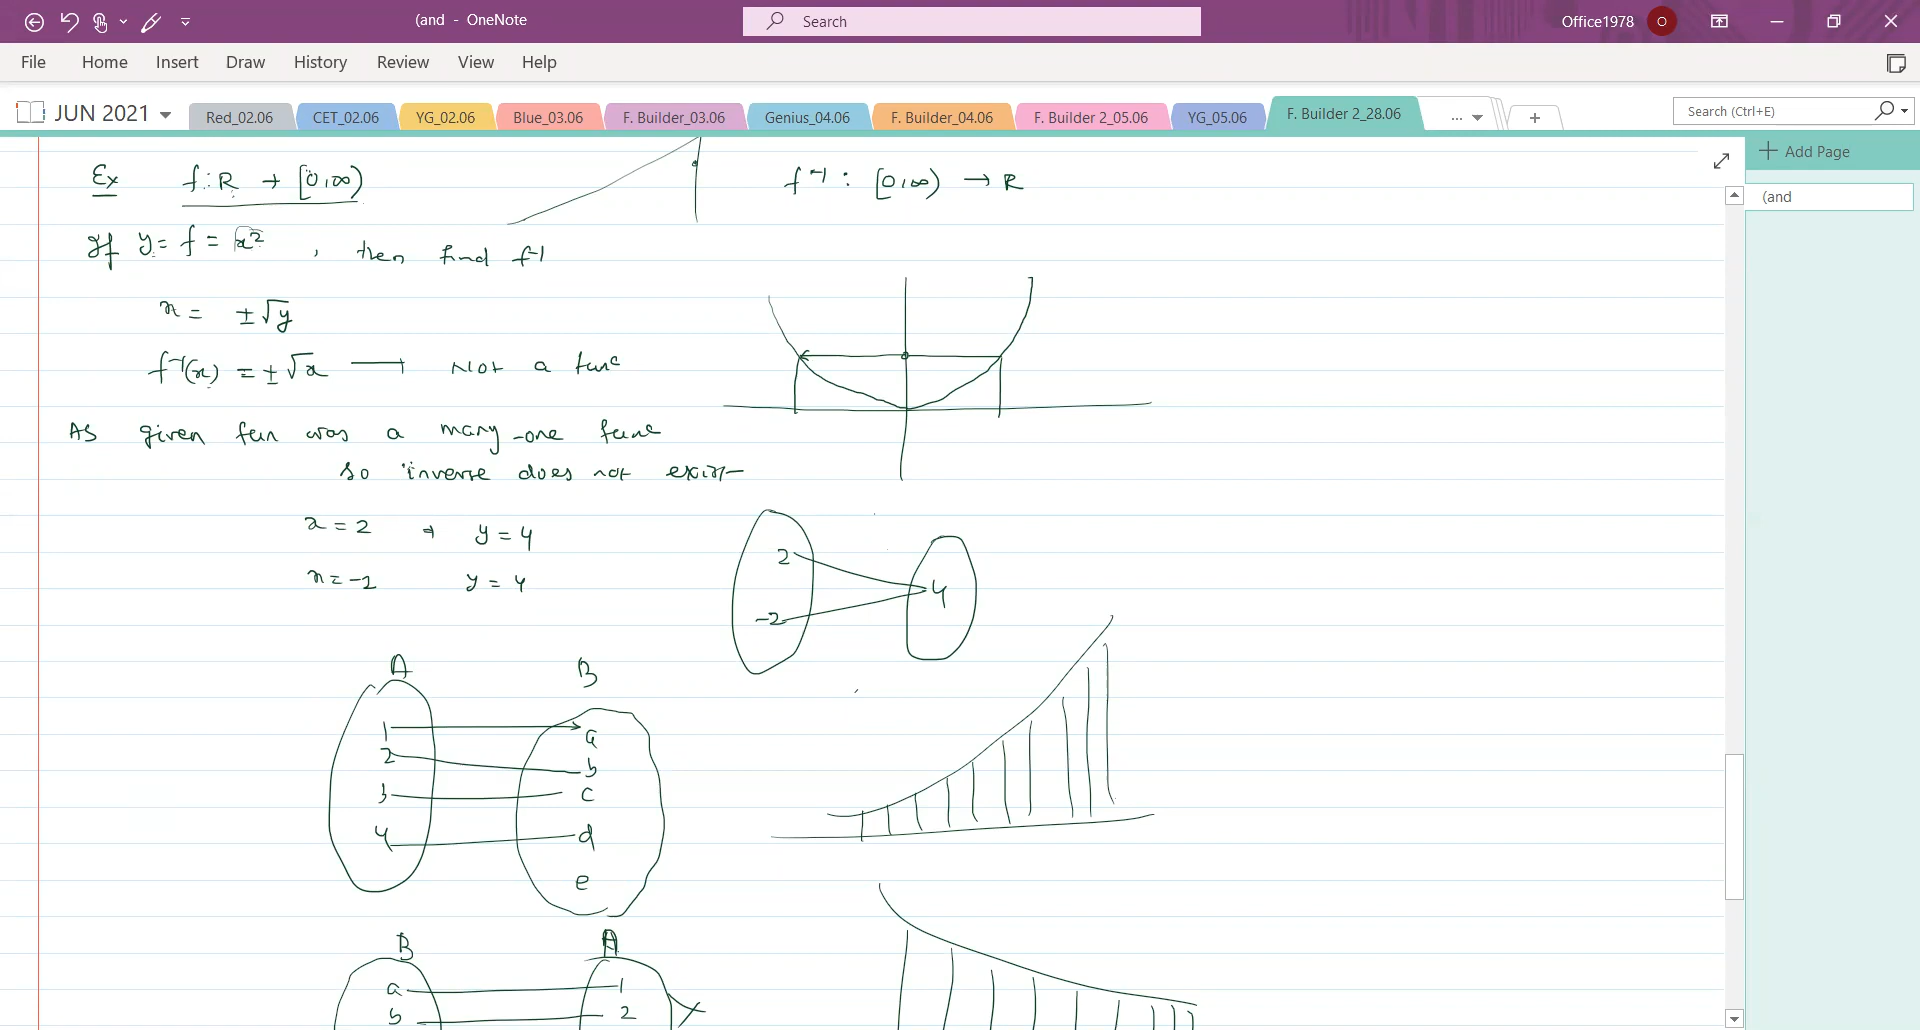 (and - OneNote
Search
Office1978
O
File Home Insert Draw History Review View Help
JUN 2021
Red_02.06 CET_02.06 YG_02.06 Blue_03.06 F. Builder_03.06 Genius_04.06 F. Builder_04.06 F. Builder 2_05.06 YG_05.06 F. Builder 2_28.06 ... +
Search (Ctrl+E)
Add Page
(and
Ex f: R → [0,∞)
f⁻¹ : [0,∞) → R
If y = f = x² , then find f⁻¹
x = ±√y
f⁻¹(x) = ±√x → Not a func
As given fun was a many-one func
so inverse does not exist
x = 2 → y = 4
x = -2 y = 4
2
-2
4
A B
1 a
2 b
3 c
4 d
e
B A
a 1
b 2